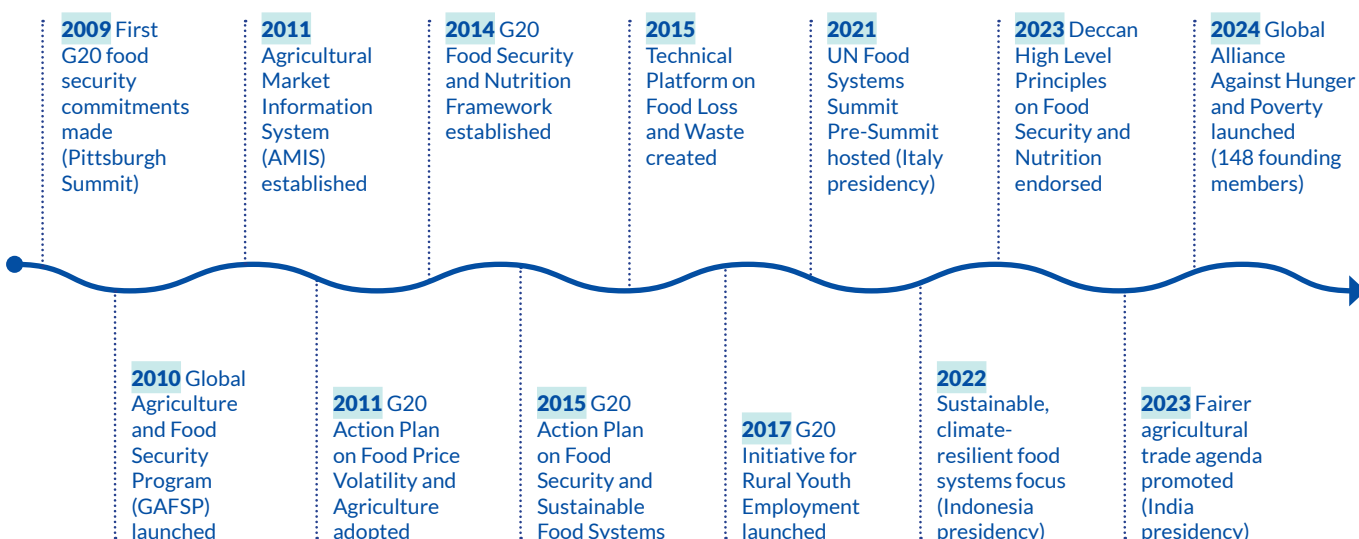 2009 First
G20 food
security
commitments
made
(Pittsburgh
Summit)
2010 Global
Agriculture
and Food
Security
Program
(GAFSP)
launched
2011
Agricultural
Market
Information
System
(AMIS)
established
2011 G20
Action Plan
on Food Price
Volatility and
Agriculture
adopted
2014 G20
Food Security
and Nutrition
Framework
established
2015 G20
Action Plan
on Food
Security and
Sustainable
Food Systems
2015
Technical
Platform on
Food Loss
and Waste
created
2017 G20
Initiative for
Rural Youth
Employment
launched
2021
UN Food
Systems
Summit
Pre-Summit
hosted (Italy
presidency)
2022
Sustainable,
climate-
resilient food
systems focus
(Indonesia
presidency)
2023 Deccan
High Level
Principles
on Food
Security and
Nutrition
endorsed
2023 Fairer
agricultural
trade agenda
promoted
(India
presidency)
2024 Global
Alliance
Against Hunger
and Poverty
launched
(148 founding
members)